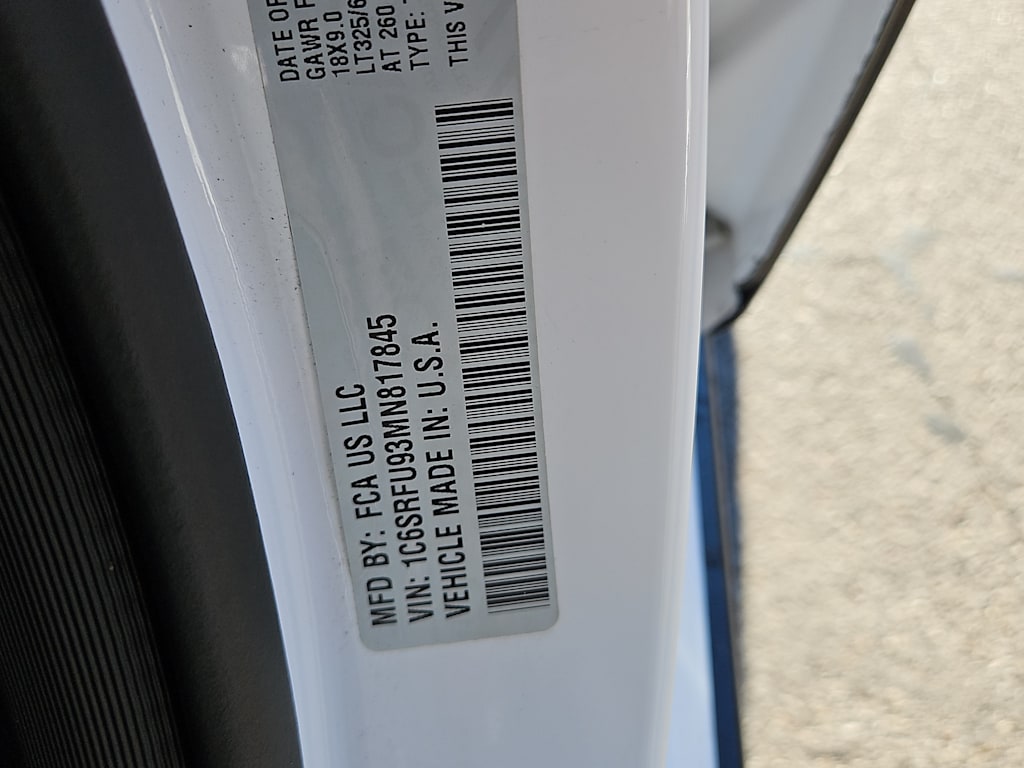 MFD BY: FCA US LLC
VIN: 1C6SRFU93MN817845
VEHICLE MADE IN: U.S.A.
DATE OF
GAWR F
18X9.0
LT325/6
AT 260
TYPE:
THIS V